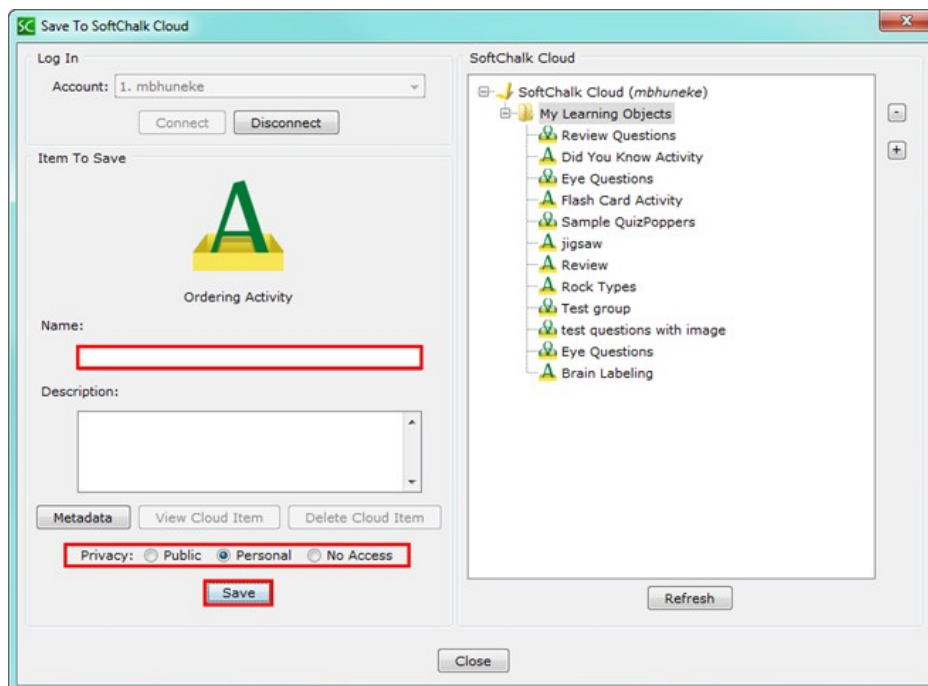 SC Save To SoftChalk Cloud
Log In
Account: 1. mbhuneke
Connect Disconnect
Item To Save
A
Ordering Activity
Name:
Description:
Metadata View Cloud Item Delete Cloud Item
Privacy: Public Personal No Access
Save
SoftChalk Cloud
SoftChalk Cloud (mbhuneke)
My Learning Objects
Review Questions
A Did You Know Activity
Eye Questions
A Flash Card Activity
Sample QuizPoppers
A jigsaw
A Review
A Rock Types
Test group
test questions with image
Eye Questions
A Brain Labeling
-
+
Refresh
Close